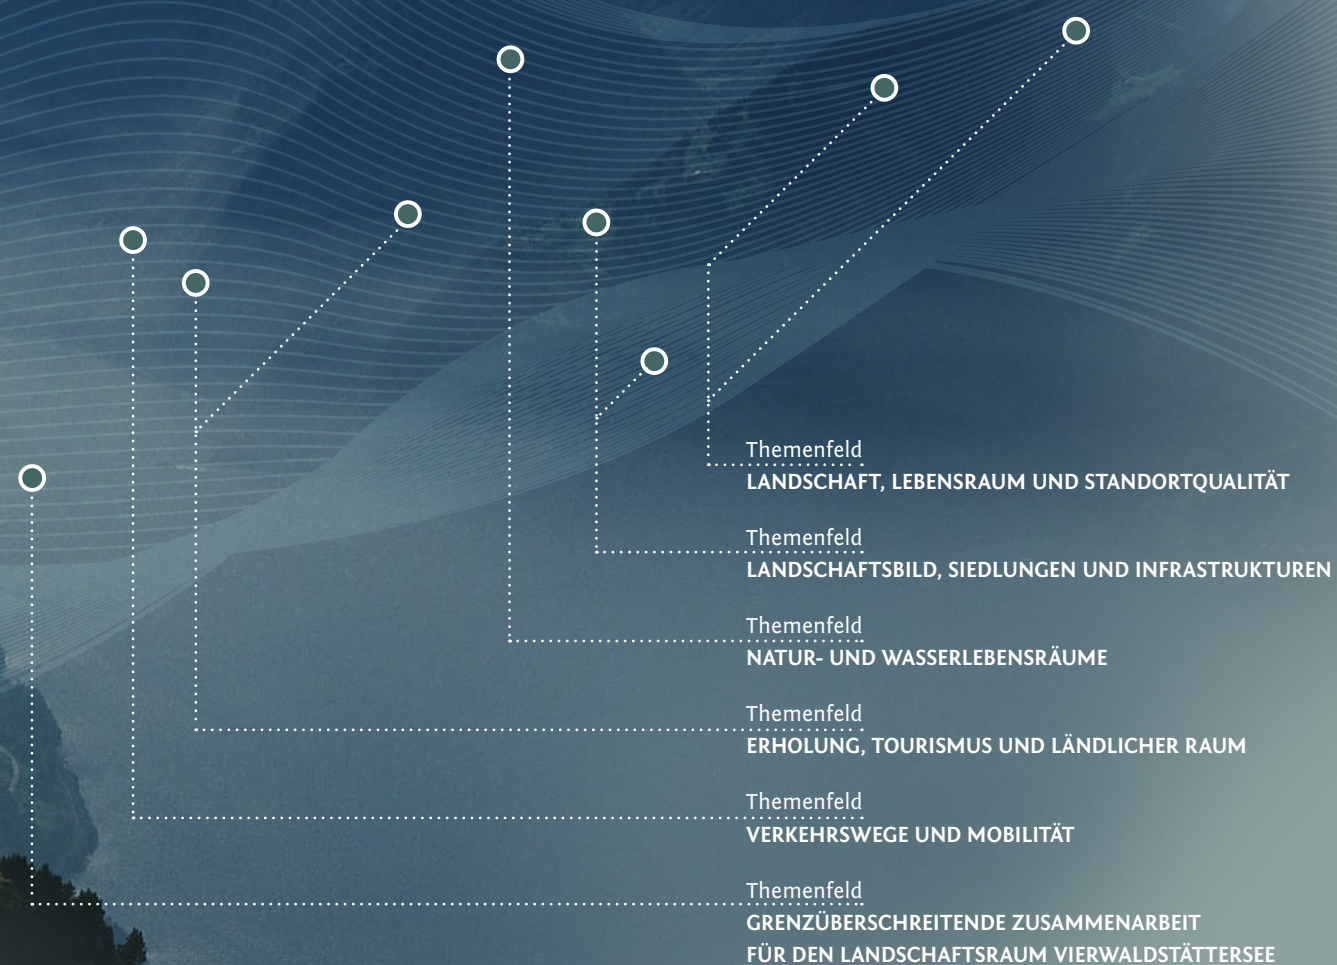 Themenfeld
LANDSCHAFT, LEBENSRAUM UND STANDORTQUALITÄT
Themenfeld
LANDSCHAFTSBILD, SIEDLUNGEN UND INFRASTRUKTUREN
Themenfeld
NATUR- UND WASSERLEBENSRÄUME
Themenfeld
ERHOLUNG, TOURISMUS UND LÄNDLICHER RAUM
Themenfeld
VERKEHRSWEGE UND MOBILITÄT
Themenfeld
GRENZÜBERSCHREITENDE ZUSAMMENARBEIT
FÜR DEN LANDSCHAFTSRAUM VIERWALDSTÄTTERSEE